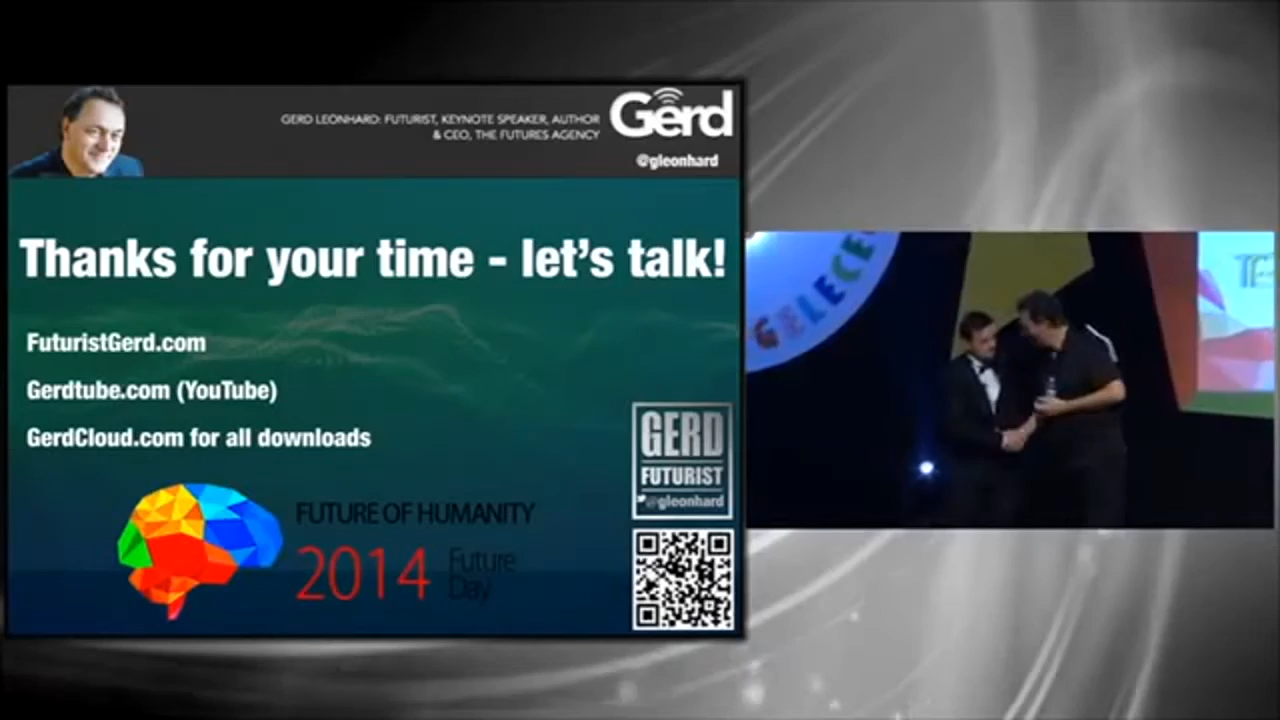 GERD LEONHARD: FUTURIST, KEYNOTE SPEAKER, AUTHOR
& CEO, THE FUTURES AGENCY
Gerd
@gleonhard
Thanks for your time - let's talk!
FuturistGerd.com
Gerdtube.com (YouTube)
GerdCloud.com for all downloads
GERD
FUTURIST
@gleonhard
FUTURE OF HUMANITY
2014 Future
Day
GELECE